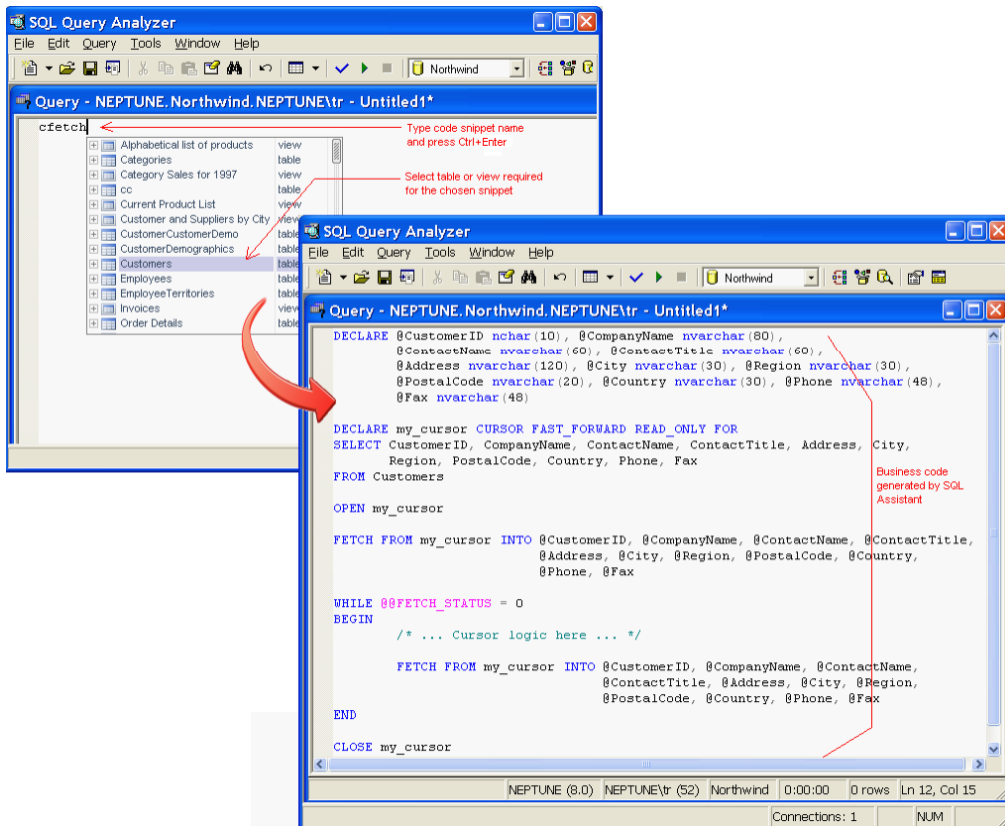 SQL Query Analyzer
File Edit Query Tools Window Help
Northwind
Query - NEPTUNE.Northwind.NEPTUNE\tr - Untitled1*
cfetch
Type code snippet name
and press Ctrl+Enter
Alphabetical list of products view
Categories table
Category Sales for 1997 view
cc table
Current Product List view
Customer and Suppliers by City view
CustomerCustomerDemo table
CustomerDemographics table
Customers table
Employees table
EmployeeTerritories table
Invoices view
Order Details table
Select table or view required
for the chosen snippet
SQL Query Analyzer
File Edit Query Tools Window Help
Northwind
Query - NEPTUNE.Northwind.NEPTUNE\tr - Untitled1*
DECLARE @CustomerID nchar(10), @CompanyName nvarchar(80),
@ContactName nvarchar(60), @ContactTitle nvarchar(60),
@Address nvarchar(120), @City nvarchar(30), @Region nvarchar(30),
@PostalCode nvarchar(20), @Country nvarchar(30), @Phone nvarchar(48),
@Fax nvarchar(48)
DECLARE my_cursor CURSOR FAST_FORWARD READ_ONLY FOR
SELECT CustomerID, CompanyName, ContactName, ContactTitle, Address, City,
Region, PostalCode, Country, Phone, Fax
FROM Customers
OPEN my_cursor
FETCH FROM my_cursor INTO @CustomerID, @CompanyName, @ContactName, @ContactTitle,
@Address, @City, @Region, @PostalCode, @Country,
@Phone, @Fax
WHILE @@FETCH_STATUS = 0
BEGIN
/* ... Cursor logic here ... */
FETCH FROM my_cursor INTO @CustomerID, @CompanyName, @ContactName,
@ContactTitle, @Address, @City, @Region,
@PostalCode, @Country, @Phone, @Fax
END
CLOSE my_cursor
Business code
generated by SQL
Assistant
NEPTUNE (8.0) NEPTUNE\tr (52) Northwind 0:00:00 0 rows Ln 12, Col 15
Connections: 1 NUM